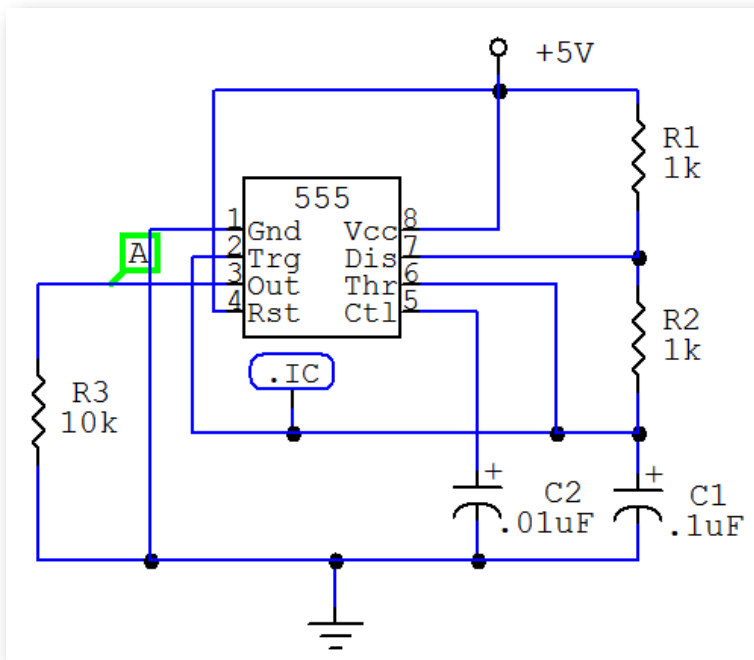 +5V
R1
1k
555
1 Gnd Vcc 8
2 Trg Dis 7
3 Out Thr 6
4 Rst Ctl 5
A
R2
1k
.IC
R3
10k
+
+
C2
.01uF
C1
.1uF